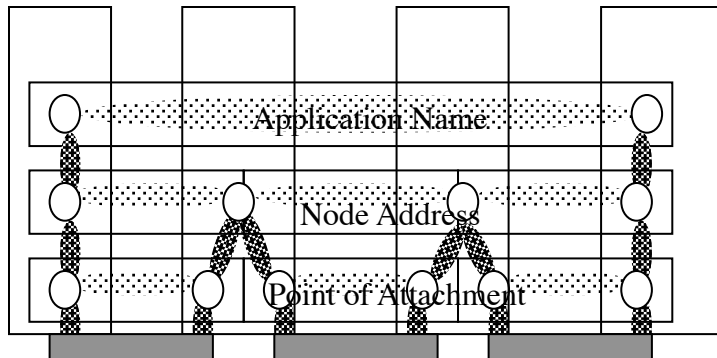 Application Name
Node Address
Point of Attachment